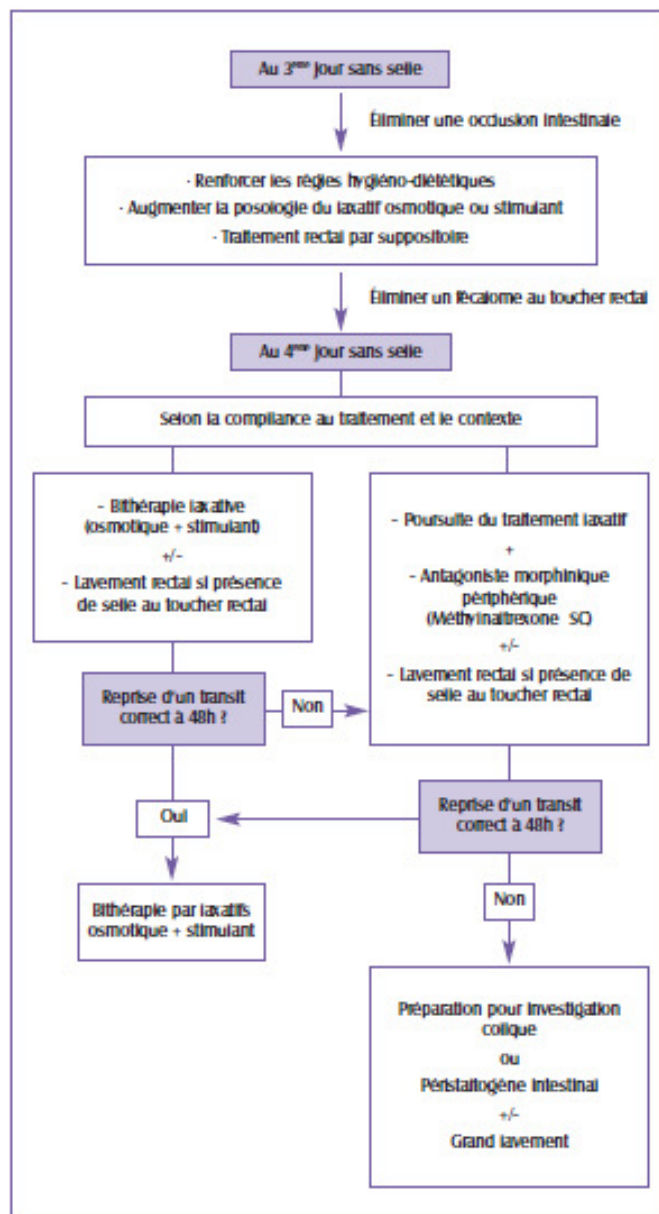 Au 3ème jour sans selle
Éliminer une occlusion intestinale
- Renforcer les règles hygiéno-diététiques
- Augmenter la posologie du laxatif osmotique ou stimulant
- Traitement rectal par suppositoire
Éliminer un fécalome au toucher rectal
Au 4ème jour sans selle
Selon la compliance au traitement et le contexte
- Bithérapie laxative
(osmotique + stimulant)
+/-
- Lavement rectal si présence
de selle au toucher rectal
- Poursuite du traitement laxatif
+
- Antagoniste morphinique
périphérique
(Méthylnaltrexone SC)
+/-
- Lavement rectal si présence de
selle au toucher rectal
Reprise d'un transit
correct à 48h ?
Non
Oui
Reprise d'un transit
correct à 48h ?
Bithérapie par laxatifs
osmotique + stimulant
Non
Préparation pour investigation
colique
ou
Péristaltogène intestinal
+/-
Grand lavement